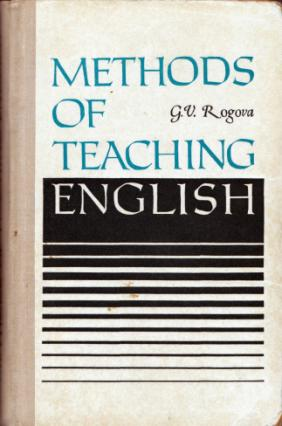 METHODS
OF
G.V. Rogova
TEACHING
ENGLISH